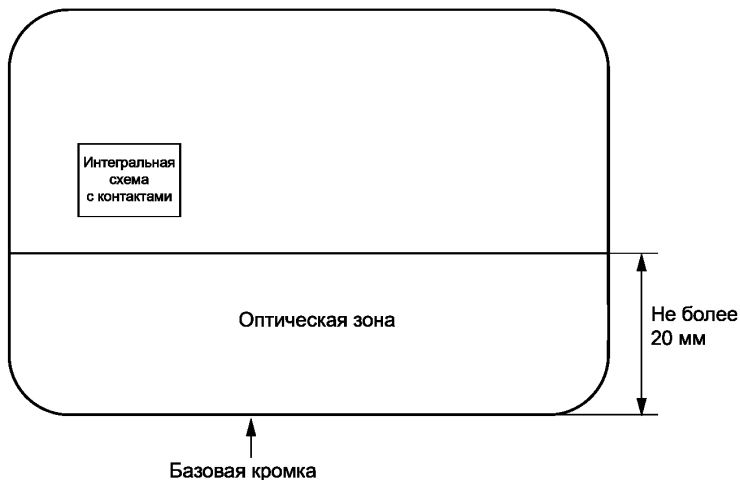 Интегральная
схема
с контактами
Оптическая зона
Не более
20 мм
Базовая кромка